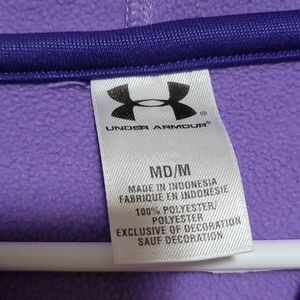 UNDER ARMOUR®
MD/M
MADE IN INDONESIA
FABRIQUE EN INDONESIE
100% POLYESTER/
POLYESTER
EXCLUSIVE OF DECORATION
SAUF DECORATION